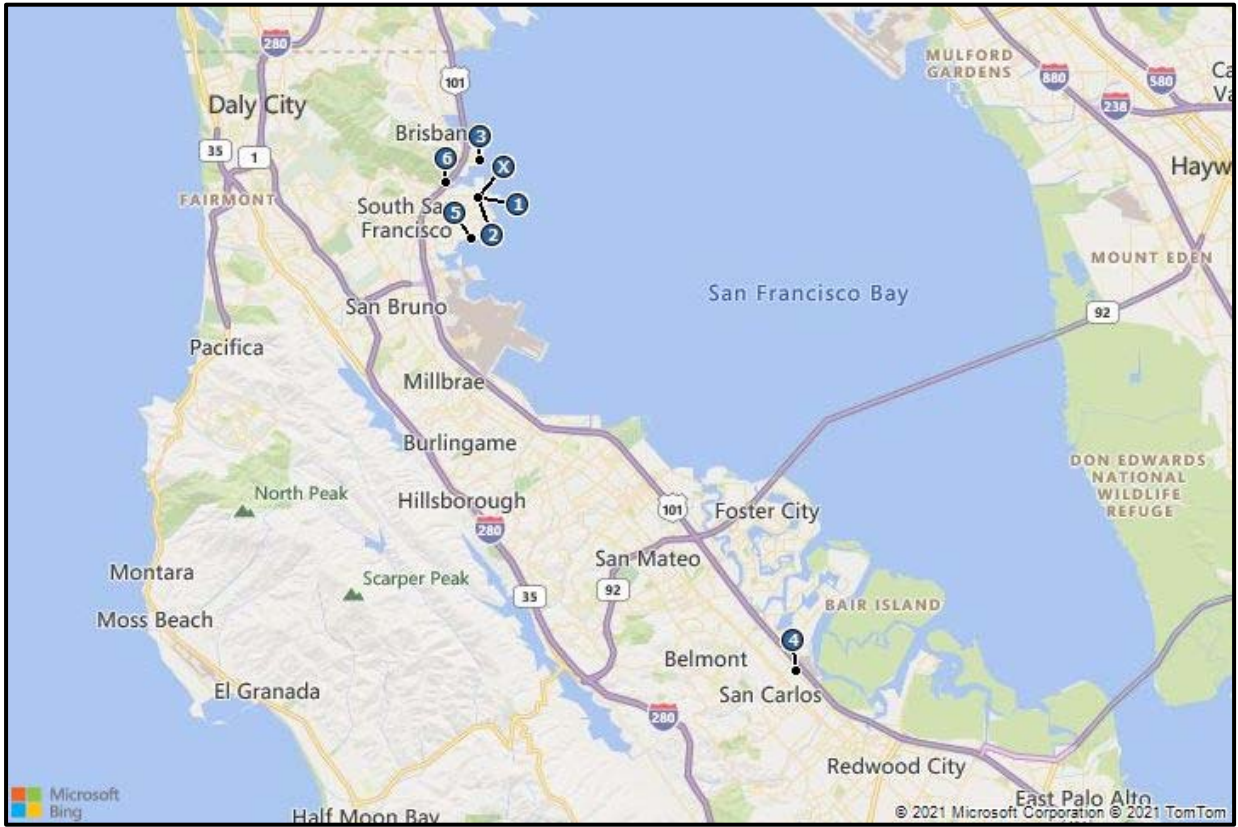 280
101
MULFORD
GARDENS
880
580
238
Ca
Va
Daly City
Brisban
3
35
1
6
X
Hayw
FAIRMONT
South Sa
Francisco
5
1
2
MOUNT EDEN
San Francisco Bay
92
San Bruno
Pacifica
Millbrae
Burlingame
DON EDWARDS
NATIONAL
WILDLIFE
REFUGE
North Peak
Hillsborough
280
101
Foster City
San Mateo
Montara
Scarper Peak
35
92
BAIR ISLAND
Moss Beach
4
Belmont
San Carlos
El Granada
280
Redwood City
Microsoft
Bing
Half Moon Bay
East Palo Alto
© 2021 Microsoft Corporation © 2021 TomTom